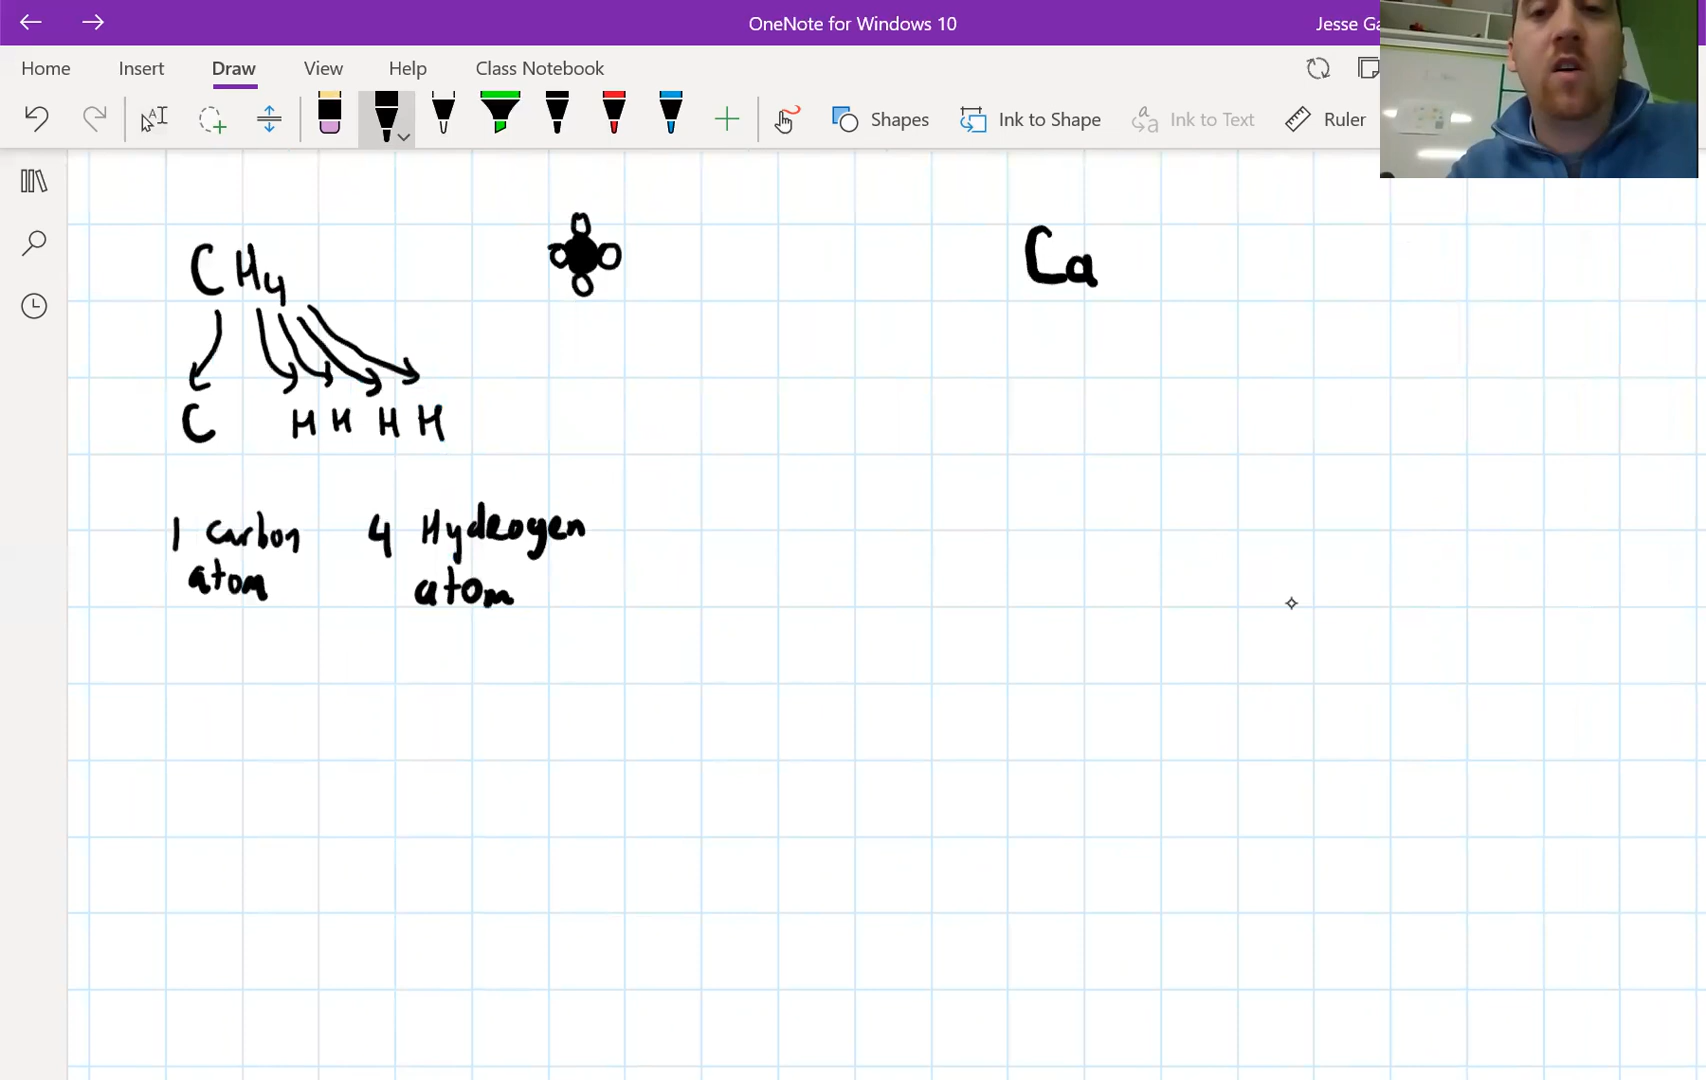 OneNote for Windows 10
Jesse Ga
Home Insert Draw View Help Class Notebook
Shapes Ink to Shape Ink to Text Ruler
CH4
Ca
C H H H H
1 Carbon 4 Hydrogen
atom atom